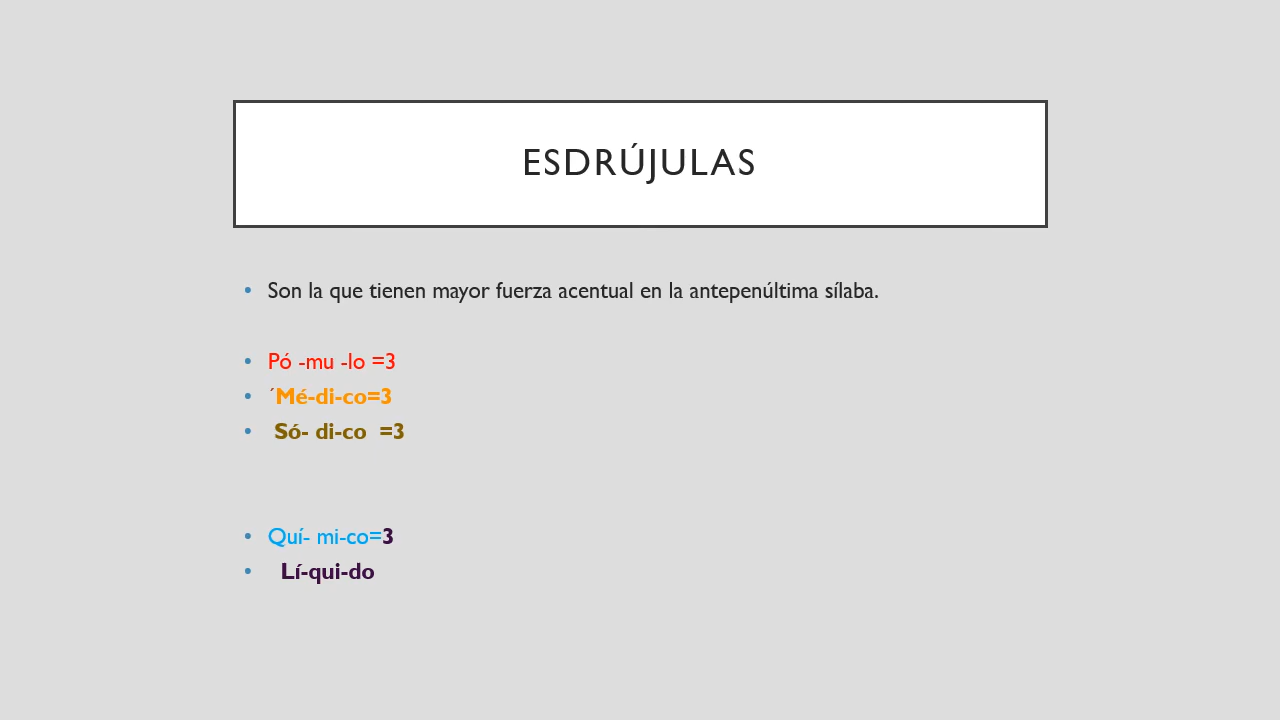 ESDRÚJULAS
• Son la que tienen mayor fuerza acentual en la antepenúltima sílaba.
• Pó -mu -lo =3
• ´Mé-di-co=3
• Só- di-co  =3
• Quí- mi-co=3
• Lí-qui-do